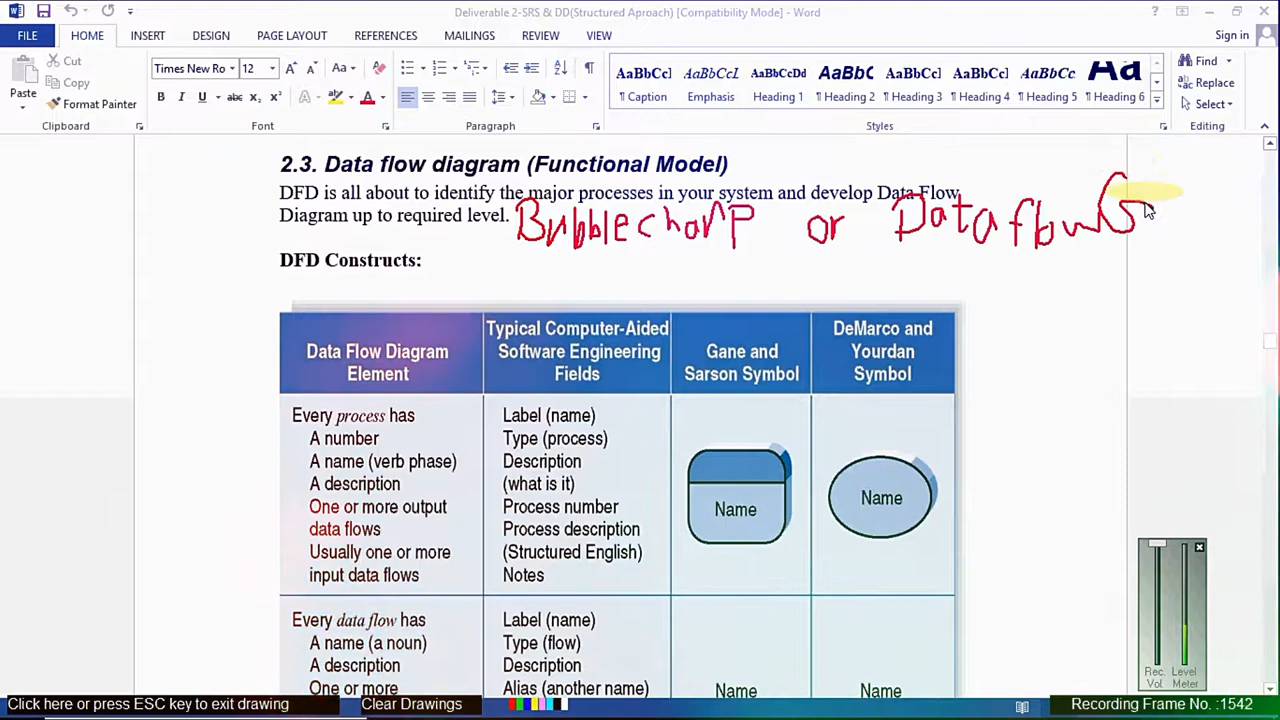 Deliverable 2-SRS & DD(Structured Aproach) [Compatibility Mode] - Word
FILE HOME INSERT DESIGN PAGE LAYOUT REFERENCES MAILINGS REVIEW VIEW Sign in
Paste Cut Copy Format Painter
Times New Ro 12
AaBbCcI AaBbCcL AaBbCcDd AaBbCc AaBbCcI AaBbCcI AaBbCc AaBb
¶ Caption Emphasis Heading 1 ¶ Heading 2 ¶ Heading 3 ¶ Heading 4 ¶ Heading 5 ¶ Heading 6
Find Replace Select
Clipboard Font Paragraph Styles Editing
2.3. Data flow diagram (Functional Model)
DFD is all about to identify the major processes in your system and develop Data Flow
Diagram up to required level.
or Data flow
DFD Constructs:
Data Flow Diagram Element
Typical Computer-Aided Software Engineering Fields
Gane and Sarson Symbol
DeMarco and Yourdan Symbol
Every process has
A number
A name (verb phase)
A description
One or more output
data flows
Usually one or more
input data flows
Label (name)
Type (process)
Description
(what is it)
Process number
Process description
(Structured English)
Notes
Name
Name
Every data flow has
A name (a noun)
A description
One or more
Label (name)
Type (flow)
Description
Alias (another name)
Name
Name
Rec. Vol
Level Meter
Click here or press ESC key to exit drawing
Clear Drawings
Recording Frame No. :1542